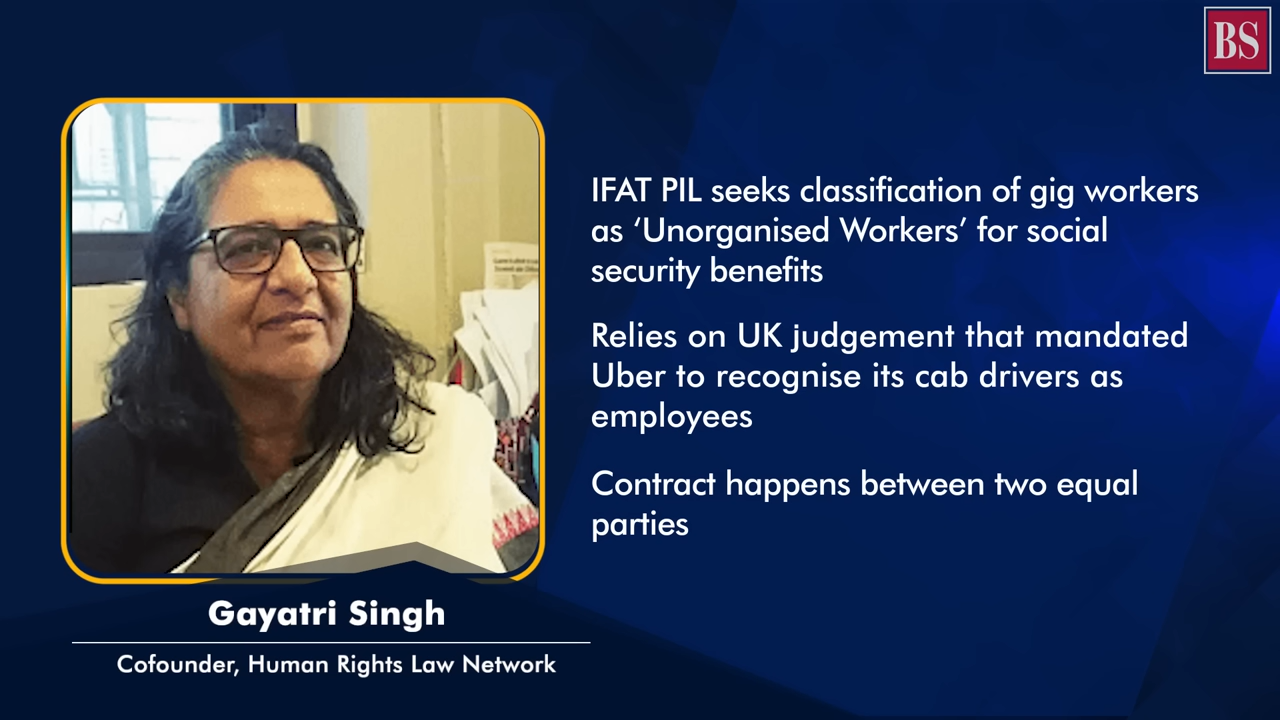 BS
IFAT PIL seeks classification of gig workers
as ‘Unorganised Workers’ for social
security benefits
Relies on UK judgement that mandated
Uber to recognise its cab drivers as
employees
Contract happens between two equal
parties
Gayatri Singh
Cofounder, Human Rights Law Network